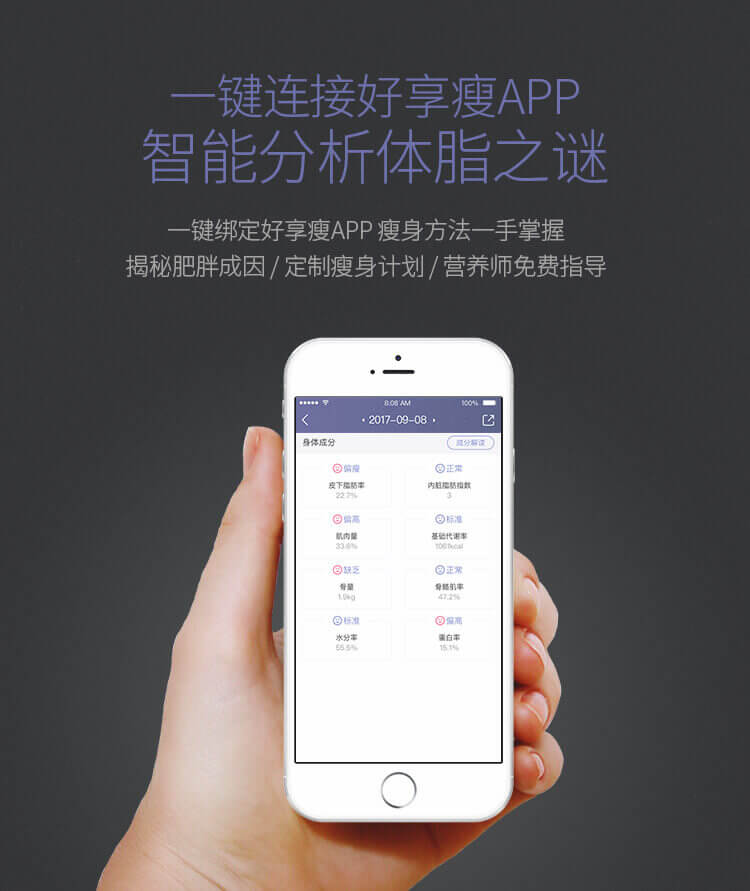 一键连接好享瘦APP
智能分析体脂之谜
一键绑定好享瘦APP 瘦身方法一手掌握
揭秘肥胖成因 / 定制瘦身计划 / 营养师免费指导
8:08 AM
100%
2017-09-08
身体成分
成分解读
偏瘦
正常
皮下脂肪率
内脏脂肪指数
22.7%
3
偏高
标准
肌肉量
基础代谢率
33.6%
1061kcal
缺乏
正常
骨量
骨骼肌率
1.9kg
47.2%
标准
偏高
水分率
蛋白率
55.5%
15.1%